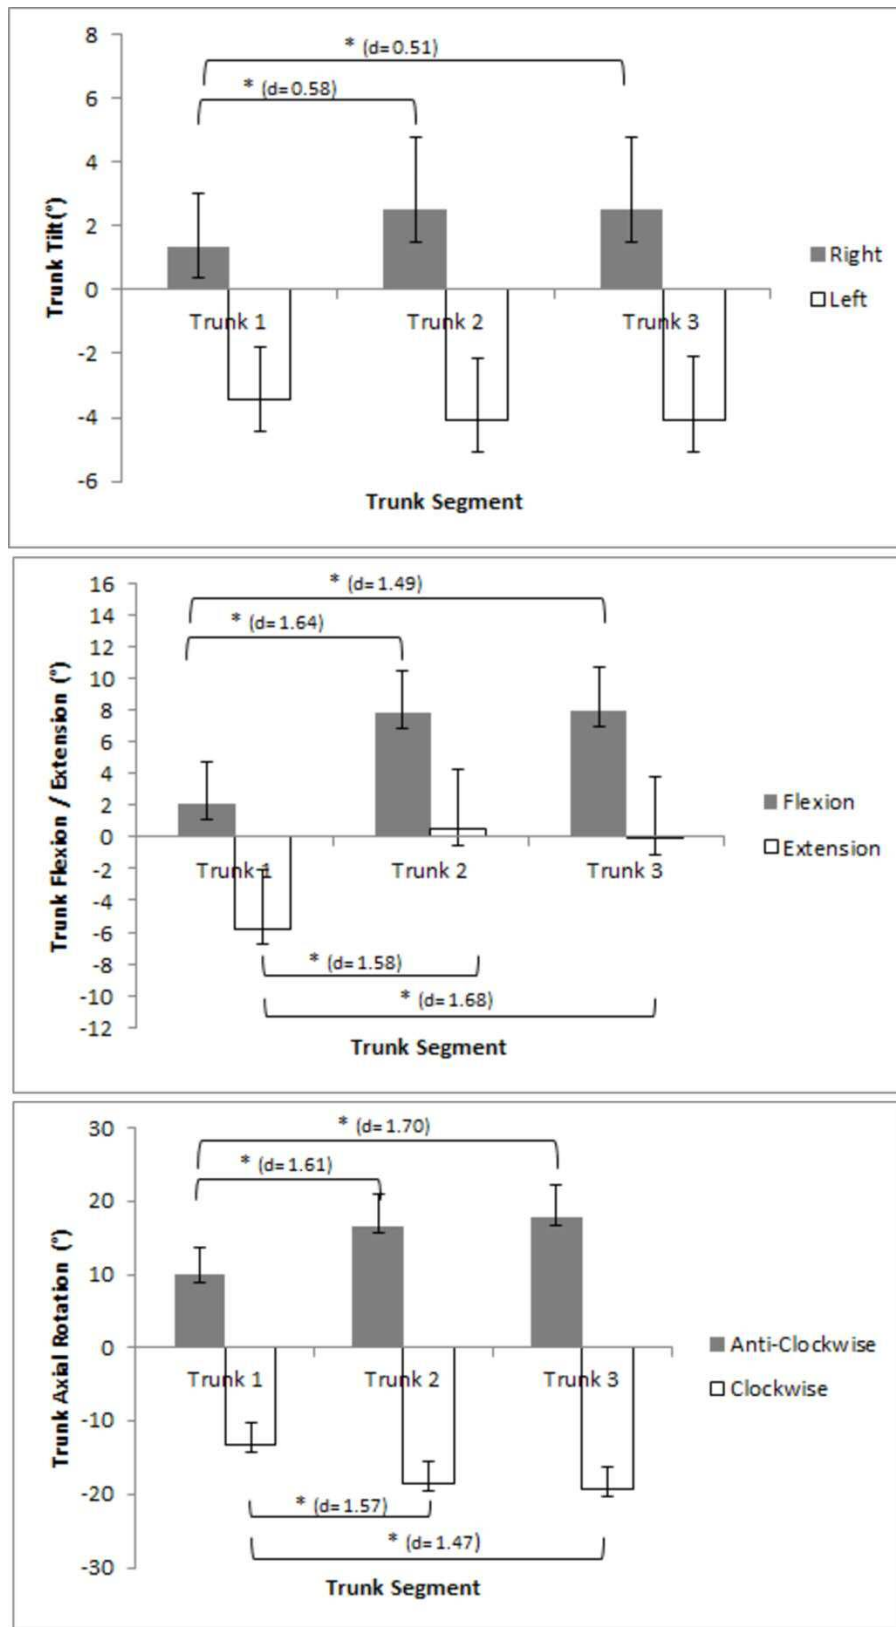 8
* (d=0.51)
6
* (d=0.58)
4
2
0
-2
-4
-6
Trunk Tilt(°)
Trunk 1 Trunk 2 Trunk 3
Right
Left
Trunk Segment
16
* (d=1.49)
14
12
* (d=1.64)
10
8
6
4
2
0
-2
-4
-6
-8
-10
-12
Trunk Flexion / Extension (°)
Trunk 1 Trunk 2 Trunk 3
Flexion
Extension
* (d=1.58)
* (d=1.68)
Trunk Segment
30
* (d=1.70)
* (d=1.61)
20
10
0
-10
-20
-30
Trunk Axial Rotation (°)
Trunk 1 Trunk 2 Trunk 3
Anti-Clockwise
Clockwise
* (d=1.57)
* (d=1.47)
Trunk Segment